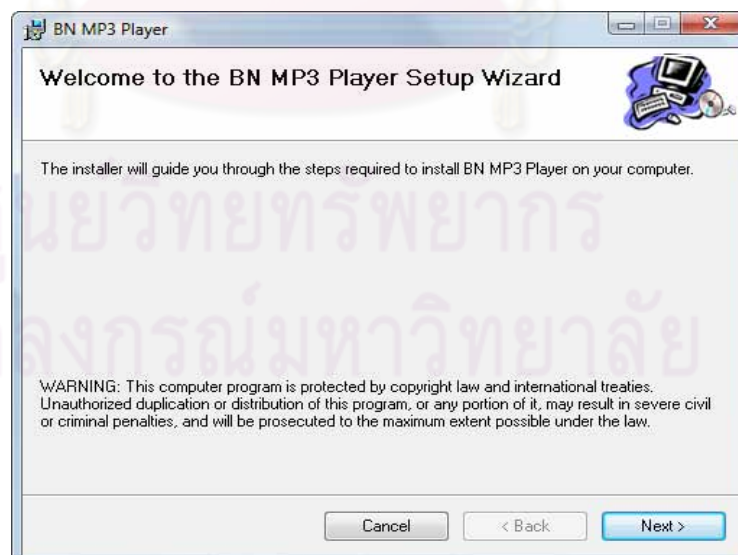 BN MP3 Player
Welcome to the BN MP3 Player Setup Wizard
The installer will guide you through the steps required to install BN MP3 Player on your computer.
ศูนย์วิทยทรัพยากร
จุฬาลงกรณ์มหาวิทยาลัย
WARNING: This computer program is protected by copyright law and international treaties.
Unauthorized duplication or distribution of this program, or any portion of it, may result in severe civil
or criminal penalties, and will be prosecuted to the maximum extent possible under the law.
Cancel
< Back
Next >